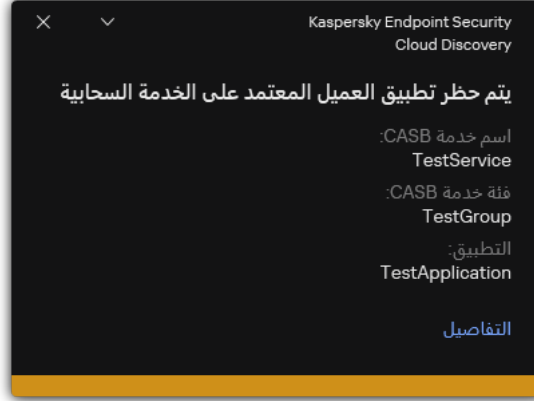 Kaspersky Endpoint Security
Cloud Discovery
يتم حظر تطبيق العميل المعتمد على الخدمة السحابية
اسم خدمة CASB:
TestService
فئة خدمة CASB:
TestGroup
التطبيق:
TestApplication
التفاصيل